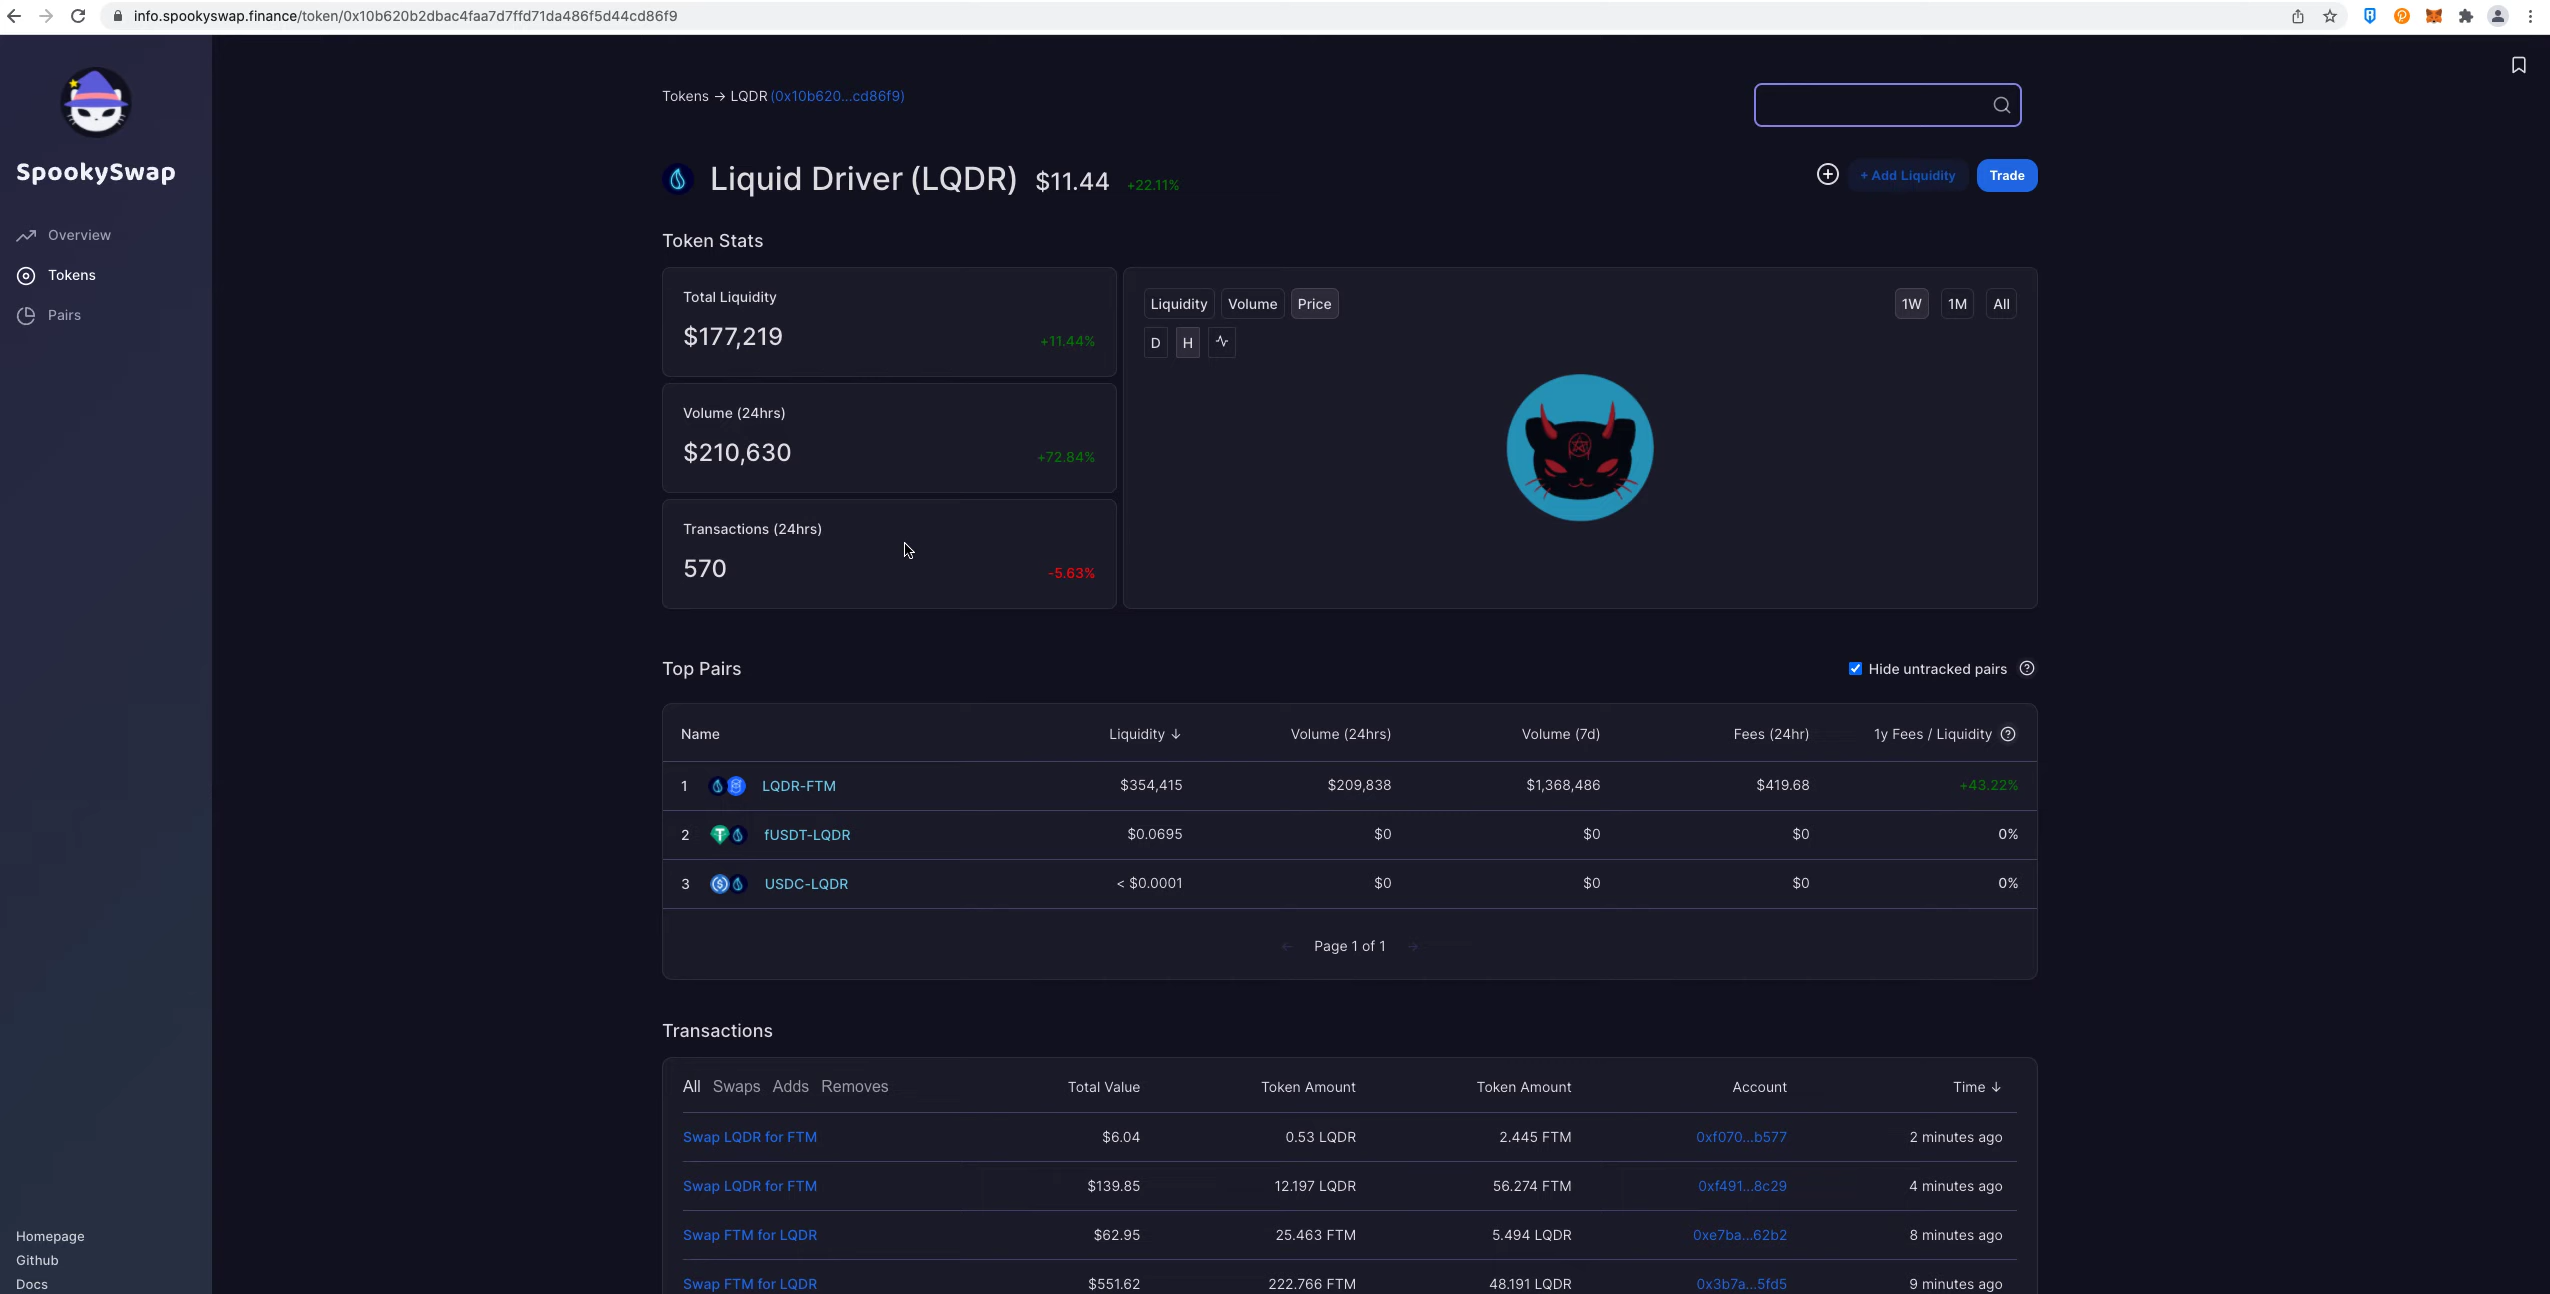 info.spookyswap.finance/token/0x10b620b2dbac4faa7d7ffd71da486f5d44cd86f9
SpookySwap
Overview
Tokens
Pairs
Homepage
Github
Docs
Tokens → LQDR (0x10b620...cd86f9)
Liquid Driver (LQDR) $11.44 +22.11%
+ Add Liquidity Trade
Token Stats
Total Liquidity
$177,219 +11.44%
Volume (24hrs)
$210,630 +72.84%
Transactions (24hrs)
570 -5.63%
Liquidity Volume Price 1W 1M All
D H
Top Pairs Hide untracked pairs ?
Name Liquidity ↓ Volume (24hrs) Volume (7d) Fees (24hr) 1y Fees / Liquidity ?
1 LQDR-FTM $354,415 $209,838 $1,368,486 $419.68 +43.22%
2 fUSDT-LQDR $0.0695 $0 $0 $0 0%
3 USDC-LQDR < $0.0001 $0 $0 $0 0%
← Page 1 of 1 →
Transactions
All Swaps Adds Removes Total Value Token Amount Token Amount Account Time ↓
Swap LQDR for FTM $6.04 0.53 LQDR 2.445 FTM 0xf070...b577 2 minutes ago
Swap LQDR for FTM $139.85 12.197 LQDR 56.274 FTM 0xf491...8c29 4 minutes ago
Swap FTM for LQDR $62.95 25.463 FTM 5.494 LQDR 0xe7ba...62b2 8 minutes ago
Swap FTM for LQDR $551.62 222.766 FTM 48.191 LQDR 0x3b7a...5fd5 9 minutes ago